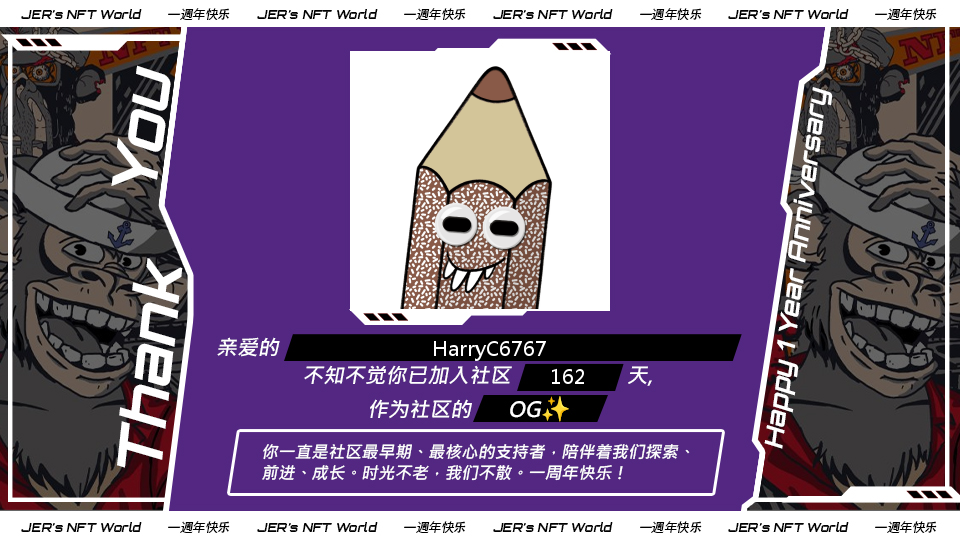 JER's NFT World 一週年快乐 JER's NFT World 一週年快乐 JER's NFT World 一週年快乐 JER's NFT World 一週年快乐
Thank You
亲爱的 HarryC6767
不知不觉你已加入社区 162 天,
作为社区的 OG✨
你一直是社区最早期、最核心的支持者，陪伴着我们探索、
前进、成长。时光不老，我们不散。一周年快乐！
Happy 1 Year Anniversary
JER's NFT World 一週年快乐 JER's NFT World 一週年快乐 JER's NFT World 一週年快乐 JER's NFT World 一週年快乐